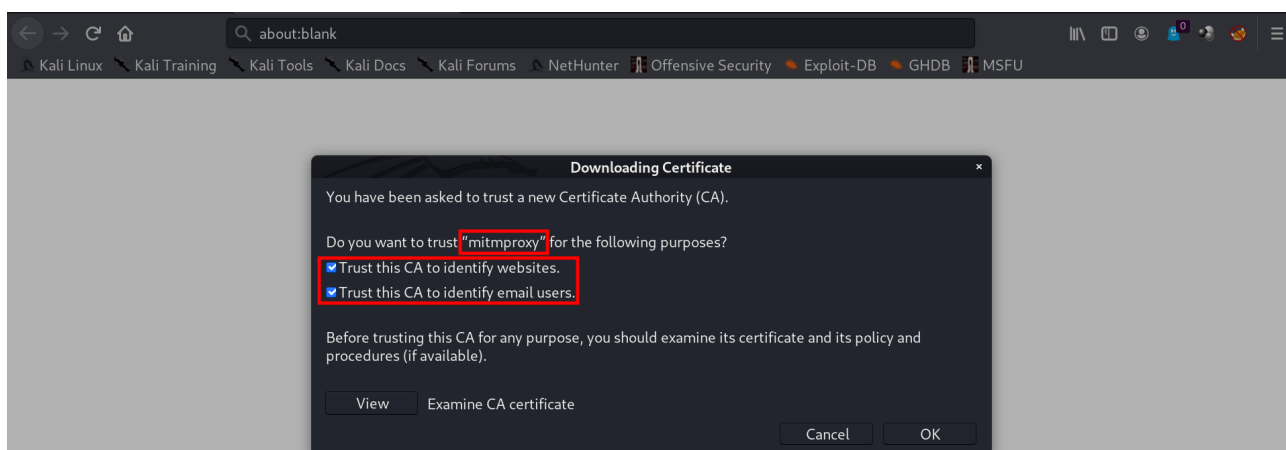 about:blank
0
Kali Linux Kali Training Kali Tools Kali Docs Kali Forums NetHunter Offensive Security Exploit-DB GHDB MSFU
Downloading Certificate
You have been asked to trust a new Certificate Authority (CA).
Do you want to trust "mitmproxy" for the following purposes?
Trust this CA to identify websites.
Trust this CA to identify email users.
Before trusting this CA for any purpose, you should examine its certificate and its policy and
procedures (if available).
View Examine CA certificate
Cancel OK